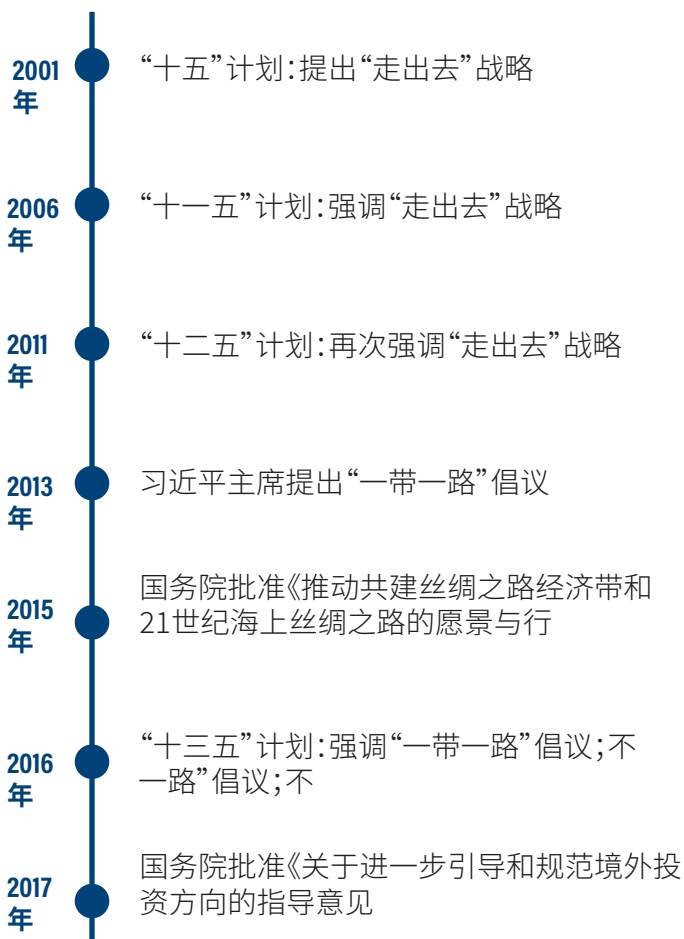 2001
年
“十五”计划:提出“走出去”战略
2006
年
“十一五”计划:强调“走出去”战略
2011
年
“十二五”计划:再次强调“走出去”战略
2013
年
习近平主席提出“一带一路”倡议
2015
年
国务院批准《推动共建丝绸之路经济带和
21世纪海上丝绸之路的愿景与行
2016
年
“十三五”计划:强调“一带一路”倡议;不
一路”倡议;不
2017
年
国务院批准《关于进一步引导和规范境外投
资方向的指导意见